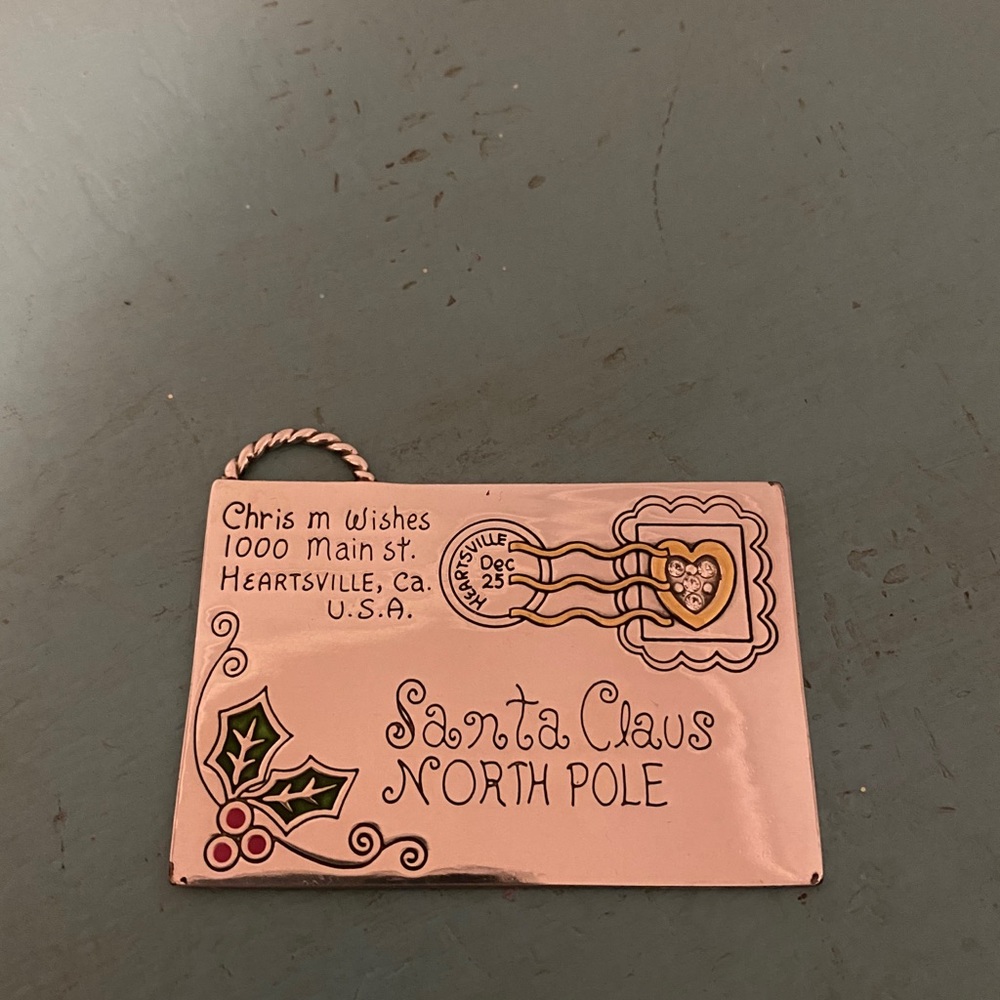 Chris m Wishes
1000 Main st.
HEARTSVILLE, Ca.
U.S.A.
HEARTSVILLE
Dec
25
Santa Claus
NORTH POLE